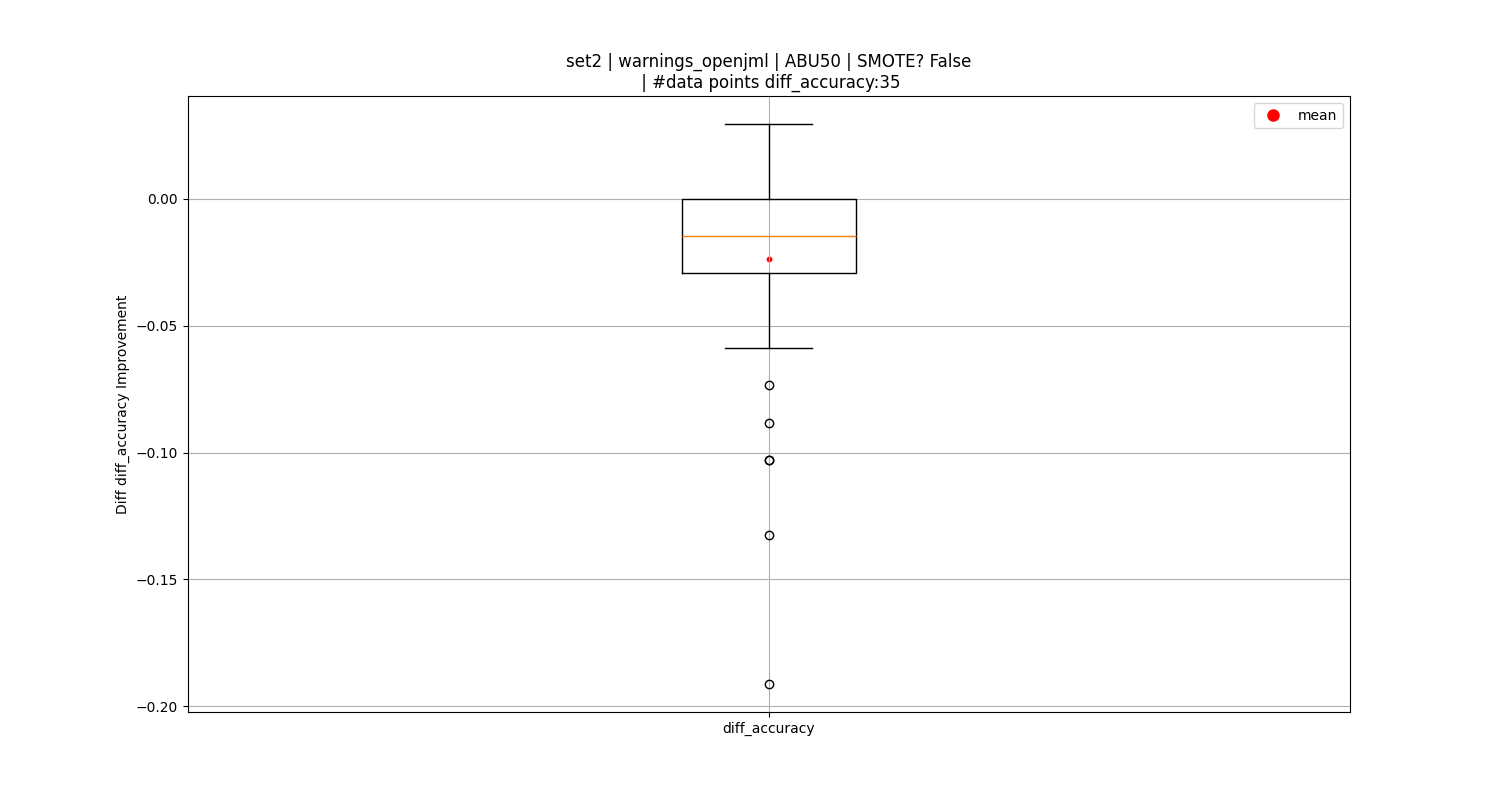 set2 | warnings_openjml | ABU50 | SMOTE? False
| #data points diff_accuracy:35
mean
0.00
−0.05
−0.10
−0.15
−0.20
Diff diff_accuracy Improvement
diff_accuracy